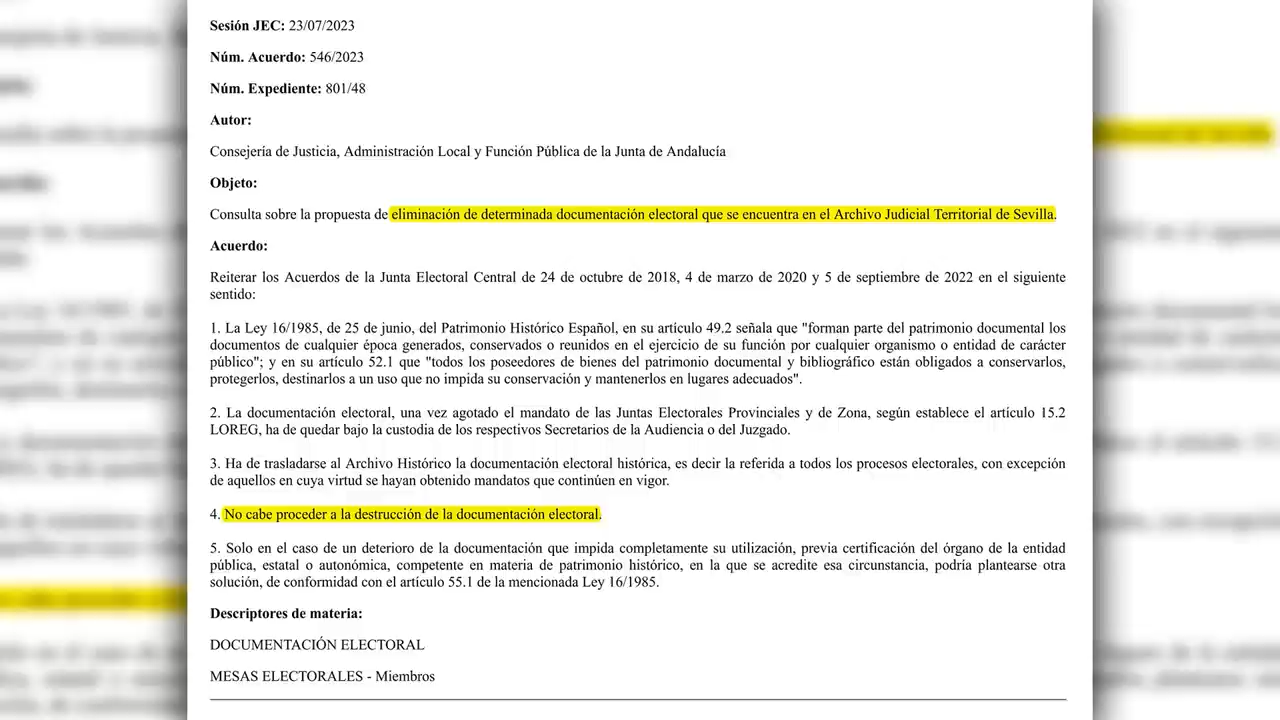 Sesión JEC: 23/07/2023
Núm. Acuerdo: 546/2023
Núm. Expediente: 801/48
Autor:
Consejería de Justicia, Administración Local y Función Pública de la Junta de Andalucía
Objeto:
Consulta sobre la propuesta de eliminación de determinada documentación electoral que se encuentra en el Archivo Judicial Territorial de Sevilla.
Acuerdo:
Reiterar los Acuerdos de la Junta Electoral Central de 24 de octubre de 2018, 4 de marzo de 2020 y 5 de septiembre de 2022 en el siguiente
sentido:
1. La Ley 16/1985, de 25 de junio, del Patrimonio Histórico Español, en su artículo 49.2 señala que "forman parte del patrimonio documental los
documentos de cualquier época generados, conservados o reunidos en el ejercicio de su función por cualquier organismo o entidad de carácter
público"; y en su artículo 52.1 que "todos los poseedores de bienes del patrimonio documental y bibliográfico están obligados a conservarlos,
protegerlos, destinarlos a un uso que no impida su conservación y mantenerlos en lugares adecuados".
2. La documentación electoral, una vez agotado el mandato de las Juntas Electorales Provinciales y de Zona, según establece el artículo 15.2
LOREG, ha de quedar bajo la custodia de los respectivos Secretarios de la Audiencia o del Juzgado.
3. Ha de trasladarse al Archivo Histórico la documentación electoral histórica, es decir la referida a todos los procesos electorales, con excepción
de aquellos en cuya virtud se hayan obtenido mandatos que continúen en vigor.
4. No cabe proceder a la destrucción de la documentación electoral.
5. Solo en el caso de un deterioro de la documentación que impida completamente su utilización, previa certificación del órgano de la entidad
pública, estatal o autonómica, competente en materia de patrimonio histórico, en la que se acredite esa circunstancia, podría plantearse otra
solución, de conformidad con el artículo 55.1 de la mencionada Ley 16/1985.
Descriptores de materia:
DOCUMENTACIÓN ELECTORAL
MESAS ELECTORALES - Miembros